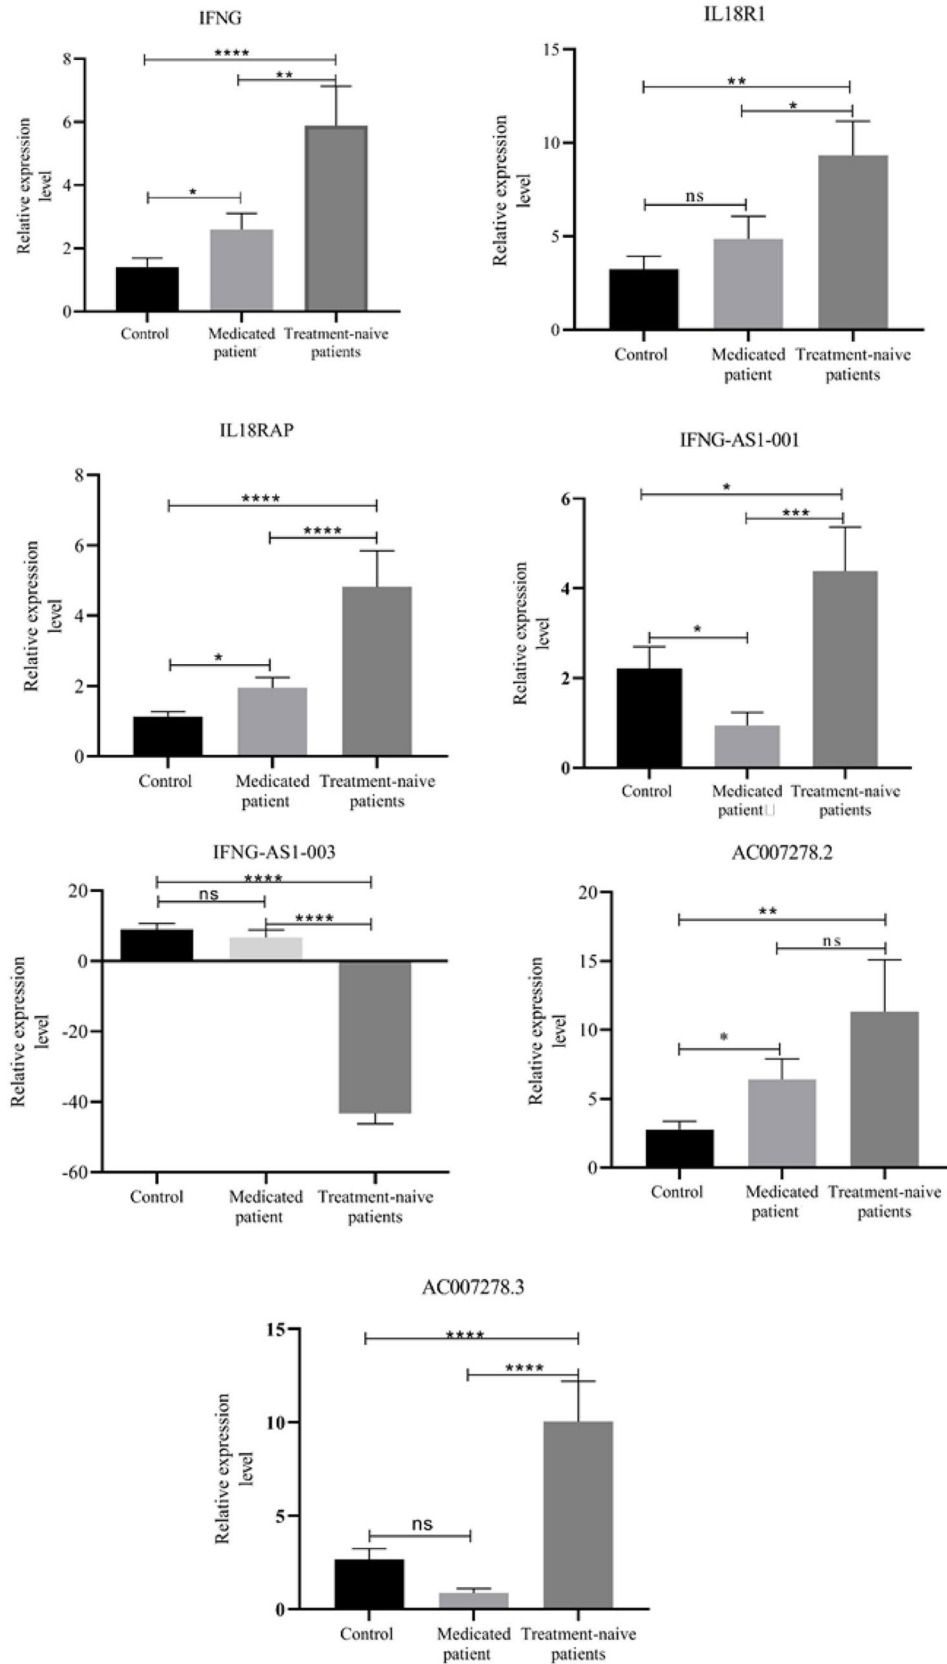 IFNG
****
**
*
8
6
4
2
0
Relative expression
level
Control
Medicated
patient
Treatment-naive
patients
IL18R1
**
*
ns
15
10
5
0
Relative expression
level
Control
Medicated
patient
Treatment-naive
patients
IL18RAP
****
****
*
8
6
4
2
0
Relative expression
level
Control
Medicated
patient
Treatment-naive
patients
IFNG-AS1-001
*
***
*
6
4
2
0
Relative expression
level
Control
Medicated
patient
Treatment-naive
patients
IFNG-AS1-003
****
ns
****
20
0
-20
-40
-60
Relative expression
level
Control
Medicated
patient
Treatment-naive
patients
AC007278.2
**
ns
*
20
15
10
5
0
Relative expression
level
Control
Medicated
patient
Treatment-naive
patients
AC007278.3
****
****
ns
15
10
5
0
Relative expression
level
Control
Medicated
patient
Treatment-naive
patients